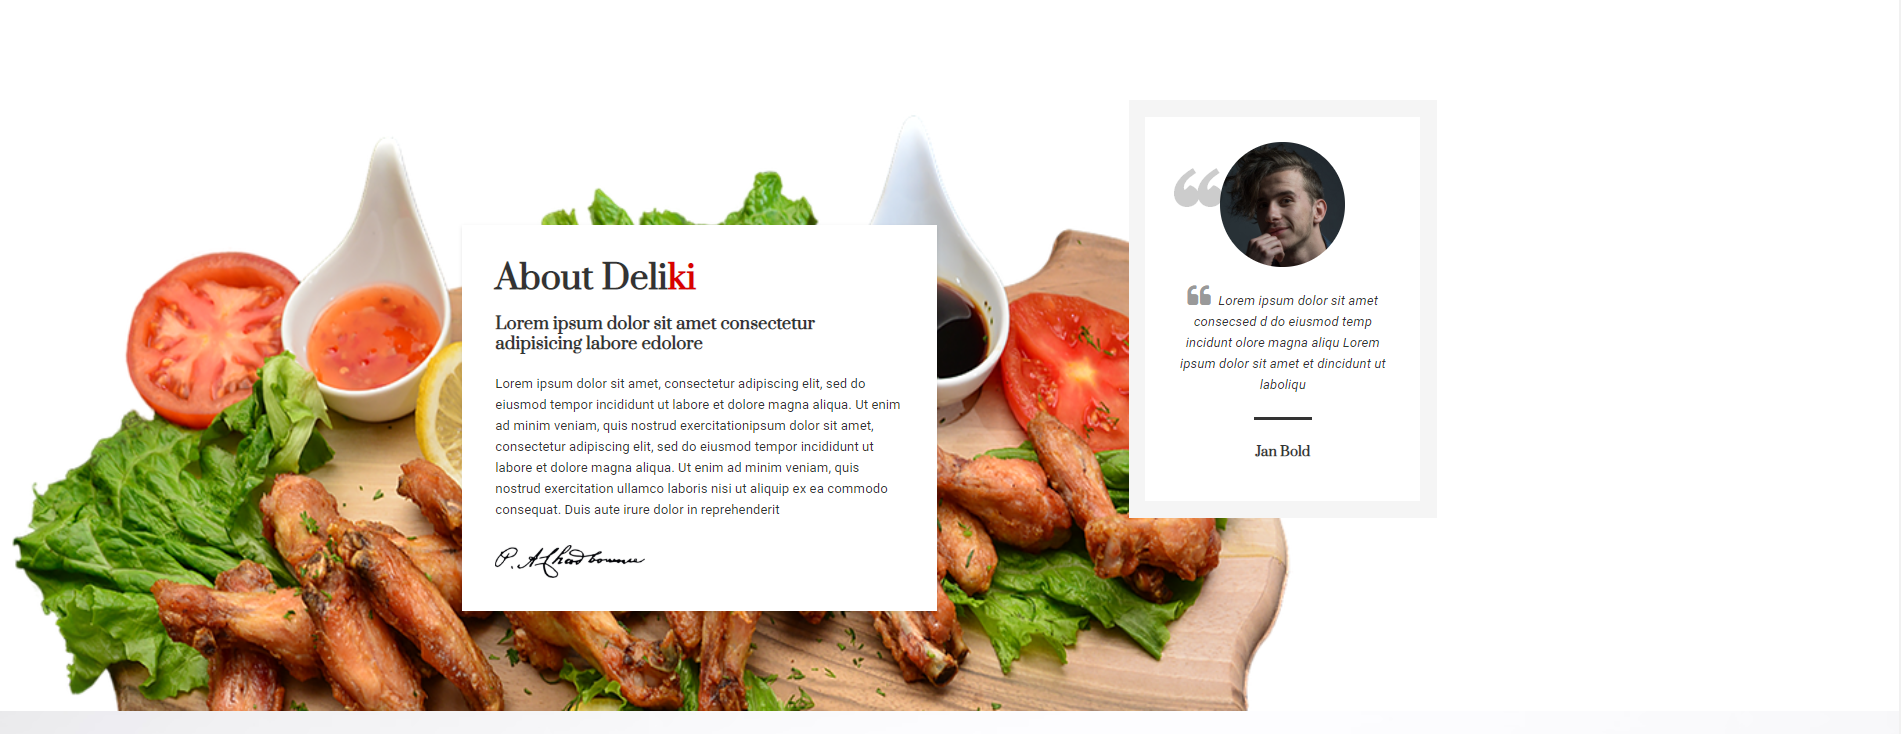 About Deliki
Lorem ipsum dolor sit amet consectetur
adipisicing labore edolore
Lorem ipsum dolor sit amet, consectetur adipiscing elit, sed do
eiusmod tempor incididunt ut labore et dolore magna aliqua. Ut enim
ad minim veniam, quis nostrud exercitationipsum dolor sit amet,
consectetur adipiscing elit, sed do eiusmod tempor incididunt ut
labore et dolore magna aliqua. Ut enim ad minim veniam, quis
nostrud exercitation ullamco laboris nisi ut aliquip ex ea commodo
consequat. Duis aute irure dolor in reprehenderit
“ Lorem ipsum dolor sit amet
consecsed d do eiusmod temp
incidunt olore magna aliqu Lorem
ipsum dolor sit amet et dincidunt ut
laboliqu
Jan Bold